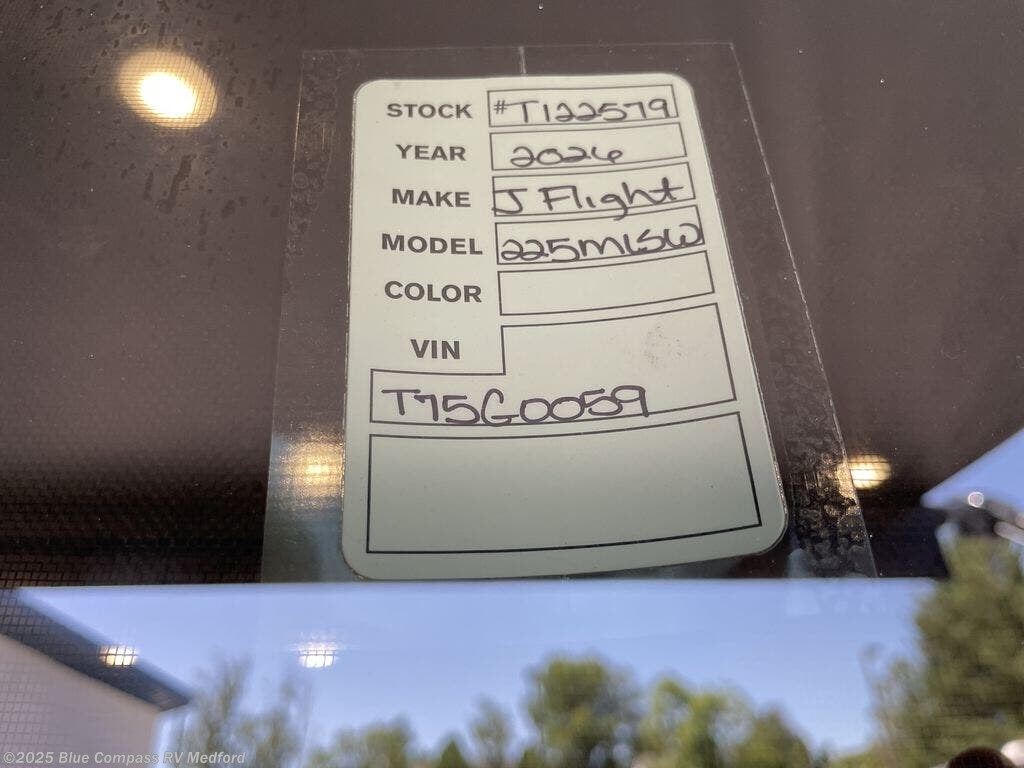 STOCK #T122579
YEAR 2026
MAKE J Flight
MODEL 225MLSW
COLOR
VIN
T75G0059
©2025 Blue Compass RV Medford